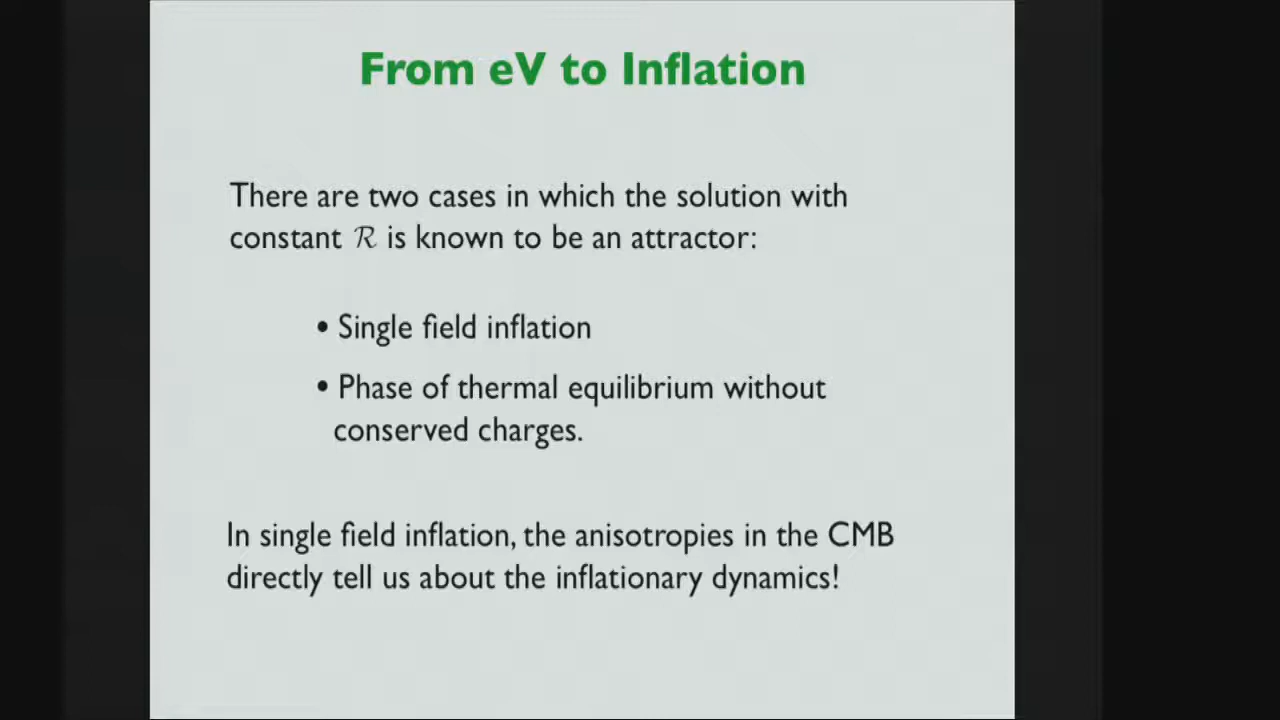 From eV to Inflation
There are two cases in which the solution with
constant ℛ is known to be an attractor:
• Single field inflation
• Phase of thermal equilibrium without
conserved charges.
In single field inflation, the anisotropies in the CMB
directly tell us about the inflationary dynamics!